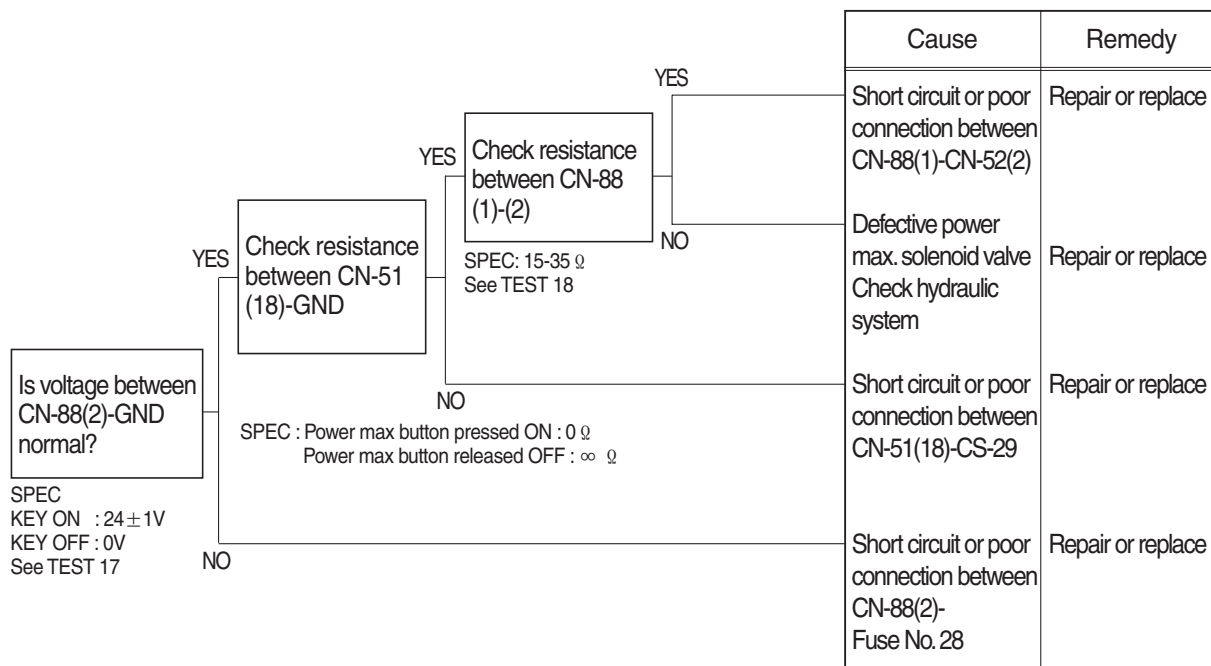 Cause
Remedy
YES
Short circuit or poor
connection between
CN-88(1)-CN-52(2)
Repair or replace
YES
Check resistance
between CN-88
(1)-(2)
NO
Defective power
max. solenoid valve
Check hydraulic
system
Repair or replace
SPEC: 15-35 Ω
See TEST 18
YES
Check resistance
between CN-51
(18)-GND
NO
Short circuit or poor
connection between
CN-51(18)-CS-29
Repair or replace
SPEC : Power max button pressed ON : 0 Ω
Power max button released OFF : ∞ Ω
Is voltage between
CN-88(2)-GND
normal?
SPEC
KEY ON : 24±1V
KEY OFF : 0V
See TEST 17
NO
Short circuit or poor
connection between
CN-88(2)-
Fuse No. 28
Repair or replace